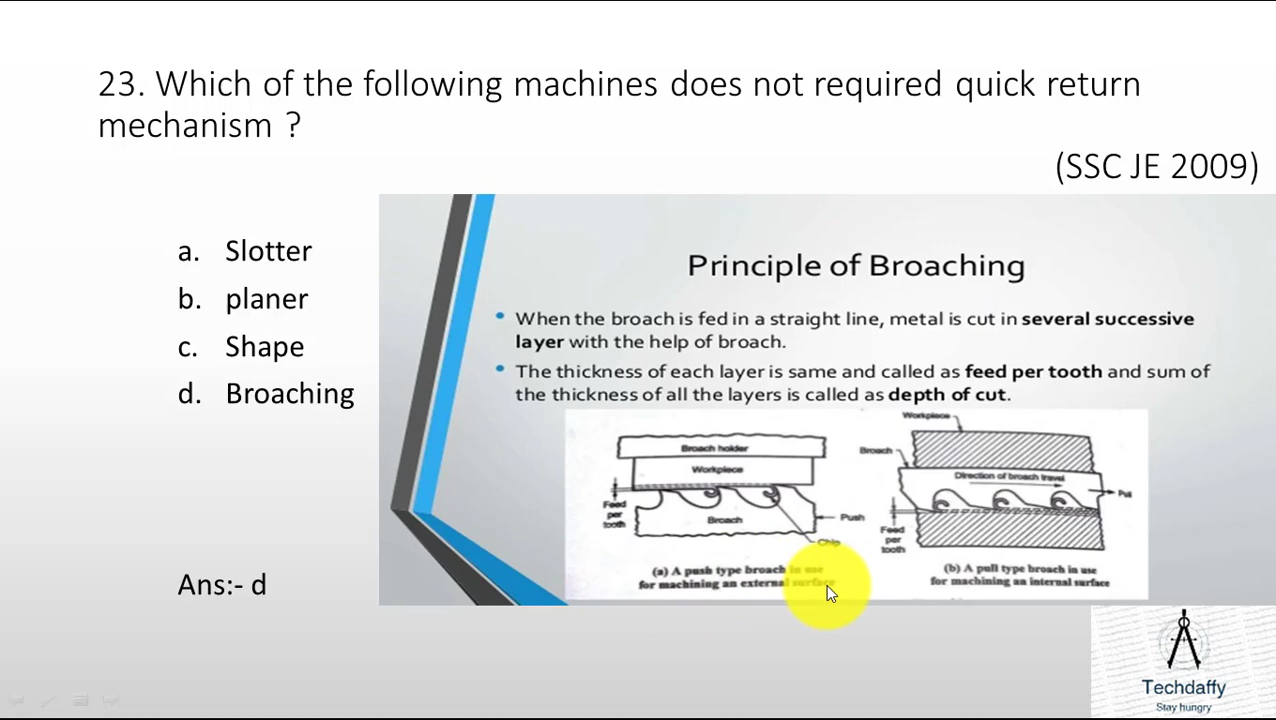 23. Which of the following machines does not required quick return
mechanism ?
(SSC JE 2009)
a. Slotter
b. planer
c. Shape
d. Broaching
Ans:- d
Principle of Broaching
• When the broach is fed in a straight line, metal is cut in several successive
layer with the help of broach.
• The thickness of each layer is same and called as feed per tooth and sum of
the thickness of all the layers is called as depth of cut.
Broach holder
Workpiece
Feed
per
tooth
Broach
Push
Chip
(a) A push type broach in use
for machining an external surface
Workpiece
Broach
Direction of broach travel
Pull
Feed
per
tooth
(b) A pull type broach in use
for machining an internal surface
Techdaffy
Stay hungry